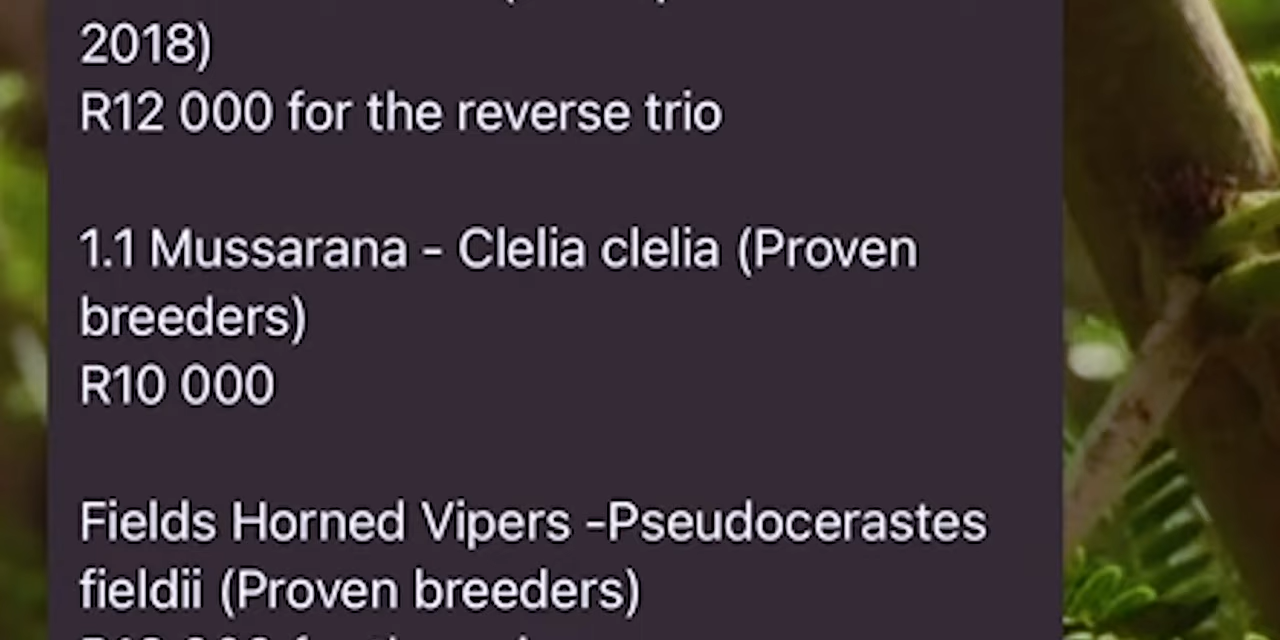 2018)
R12 000 for the reverse trio
1.1 Mussarana - Clelia clelia (Proven
breeders)
R10 000
Fields Horned Vipers -Pseudocerastes
fieldii (Proven breeders)